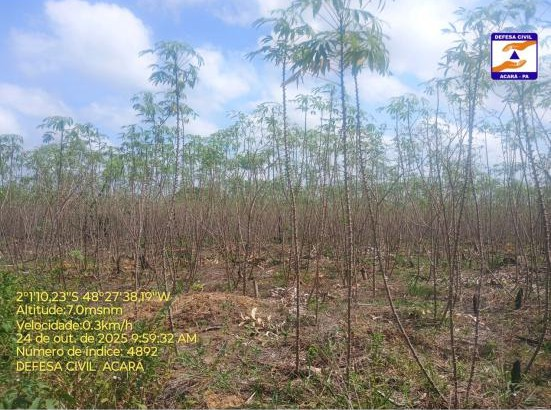 DEFESA CIVIL
ACARÁ - PA
2°1'10,23"S 48°27'38,19"W
Altitude:7.0msnm
Velocidade:0.3km/h
24 de out. de 2025 9:59:32 AM
Número de índice: 4892
DEFESA CIVIL ACARÁ